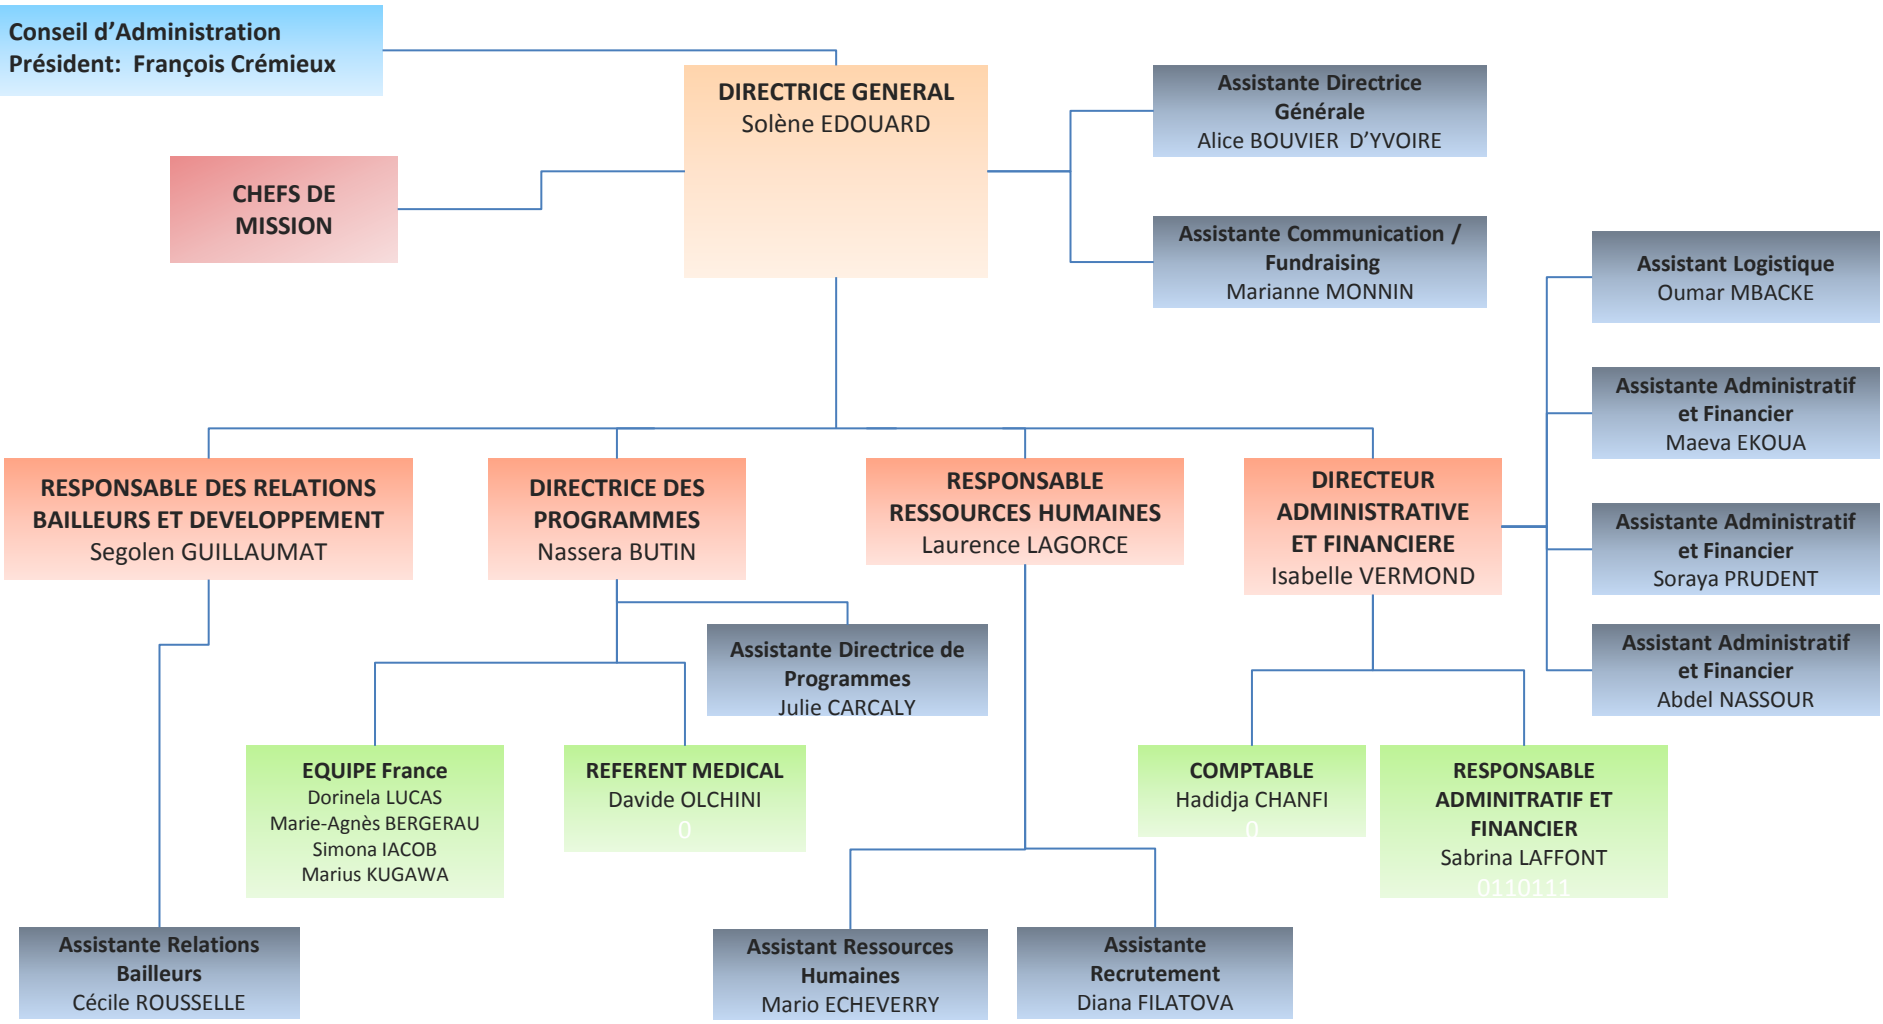 Conseil d’Administration
Président: François Crémieux
DIRECTRICE GENERAL
Solène EDOUARD
Assistante Directrice
Générale
Alice BOUVIER D’YVOIRE
CHEFS DE
MISSION
Assistante Communication /
Fundraising
Marianne MONNIN
Assistant Logistique
Oumar MBACKE
Assistante Administratif
et Financier
Maeva EKOUA
RESPONSABLE DES RELATIONS
BAILLEURS ET DEVELOPPEMENT
Segolen GUILLAUMAT
DIRECTRICE DES
PROGRAMMES
Nassera BUTIN
RESPONSABLE
RESSOURCES HUMAINES
Laurence LAGORCE
DIRECTEUR
ADMINISTRATIVE
ET FINANCIERE
Isabelle VERMOND
Assistante Administratif
et Financier
Soraya PRUDENT
Assistant Administratif
et Financier
Abdel NASSOUR
Assistante Directrice de
Programmes
Julie CARCALY
EQUIPE France
Dorinela LUCAS
Marie-Agnès BERGERAU
Simona IACOB
Marius KUGAWA
REFERENT MEDICAL
Davide OLCHINI
0
COMPTABLE
Hadidja CHANFI
0
RESPONSABLE
ADMINITRATIF ET
FINANCIER
Sabrina LAFFONT
0110111
Assistante Relations
Bailleurs
Cécile ROUSSELLE
Assistant Ressources
Humaines
Mario ECHEVERRY
Assistante
Recrutement
Diana FILATOVA